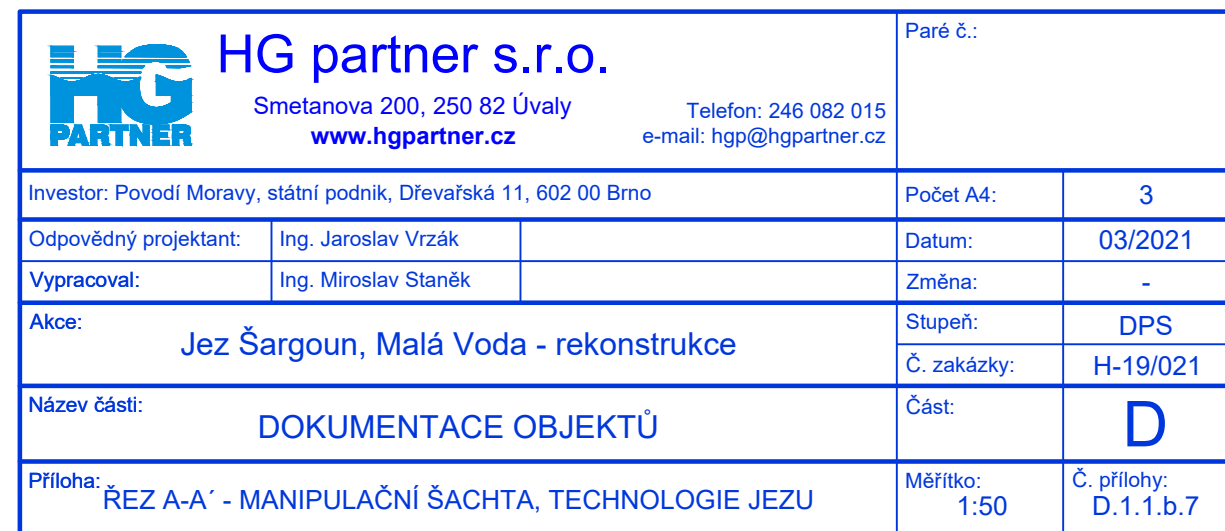 HG
PARTNER
HG partner s.r.o.
Smetanova 200, 250 82 Úvaly
www.hgpartner.cz
Telefon: 246 082 015
e-mail: hgp@hgpartner.cz
Paré č.:
Investor: Povodí Moravy, státní podnik, Dřevařská 11, 602 00 Brno
Počet A4: 3
Odpovědný projektant: Ing. Jaroslav Vrzák
Datum: 03/2021
Vypracoval: Ing. Miroslav Staněk
Změna: -
Akce:
Jez Šargoun, Malá Voda - rekonstrukce
Stupeň: DPS
Č. zakázky: H-19/021
Název části:
DOKUMENTACE OBJEKTŮ
Část: D
Příloha:
ŘEZ A-A´ - MANIPULAČNÍ ŠACHTA, TECHNOLOGIE JEZU
Měřítko:
1:50
Č. přílohy:
D.1.1.b.7